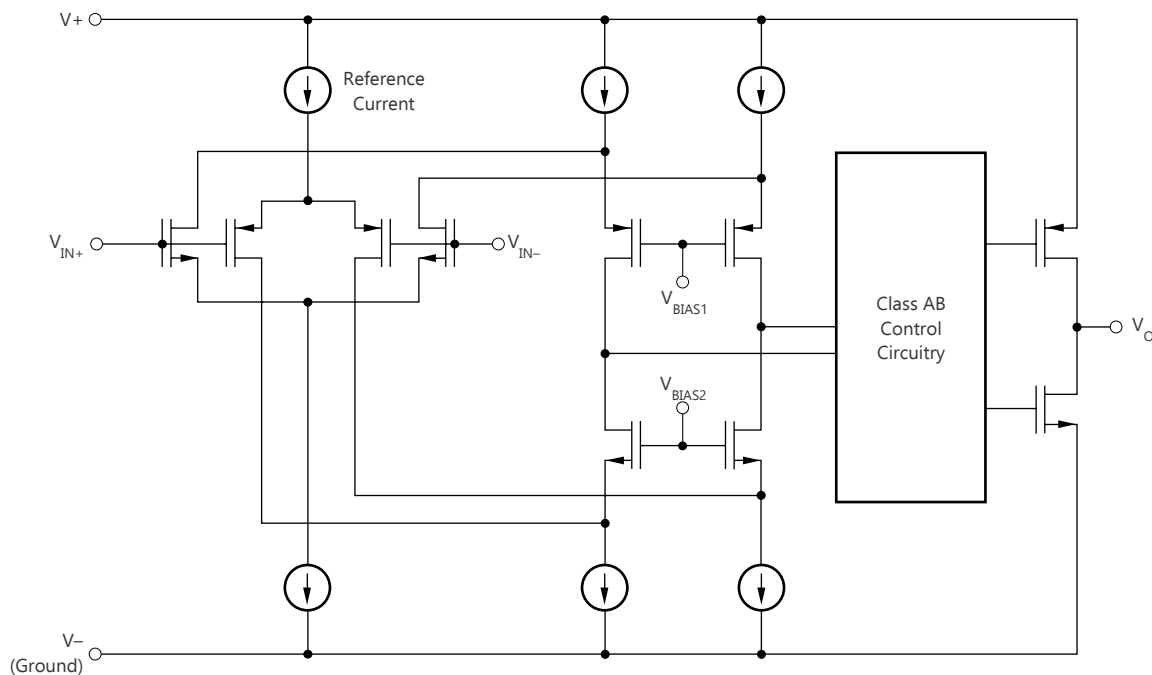 V+
Reference
Current
V_IN+
V_IN–
V_BIAS1
V_BIAS2
Class AB
Control
Circuitry
V_O
V–
(Ground)